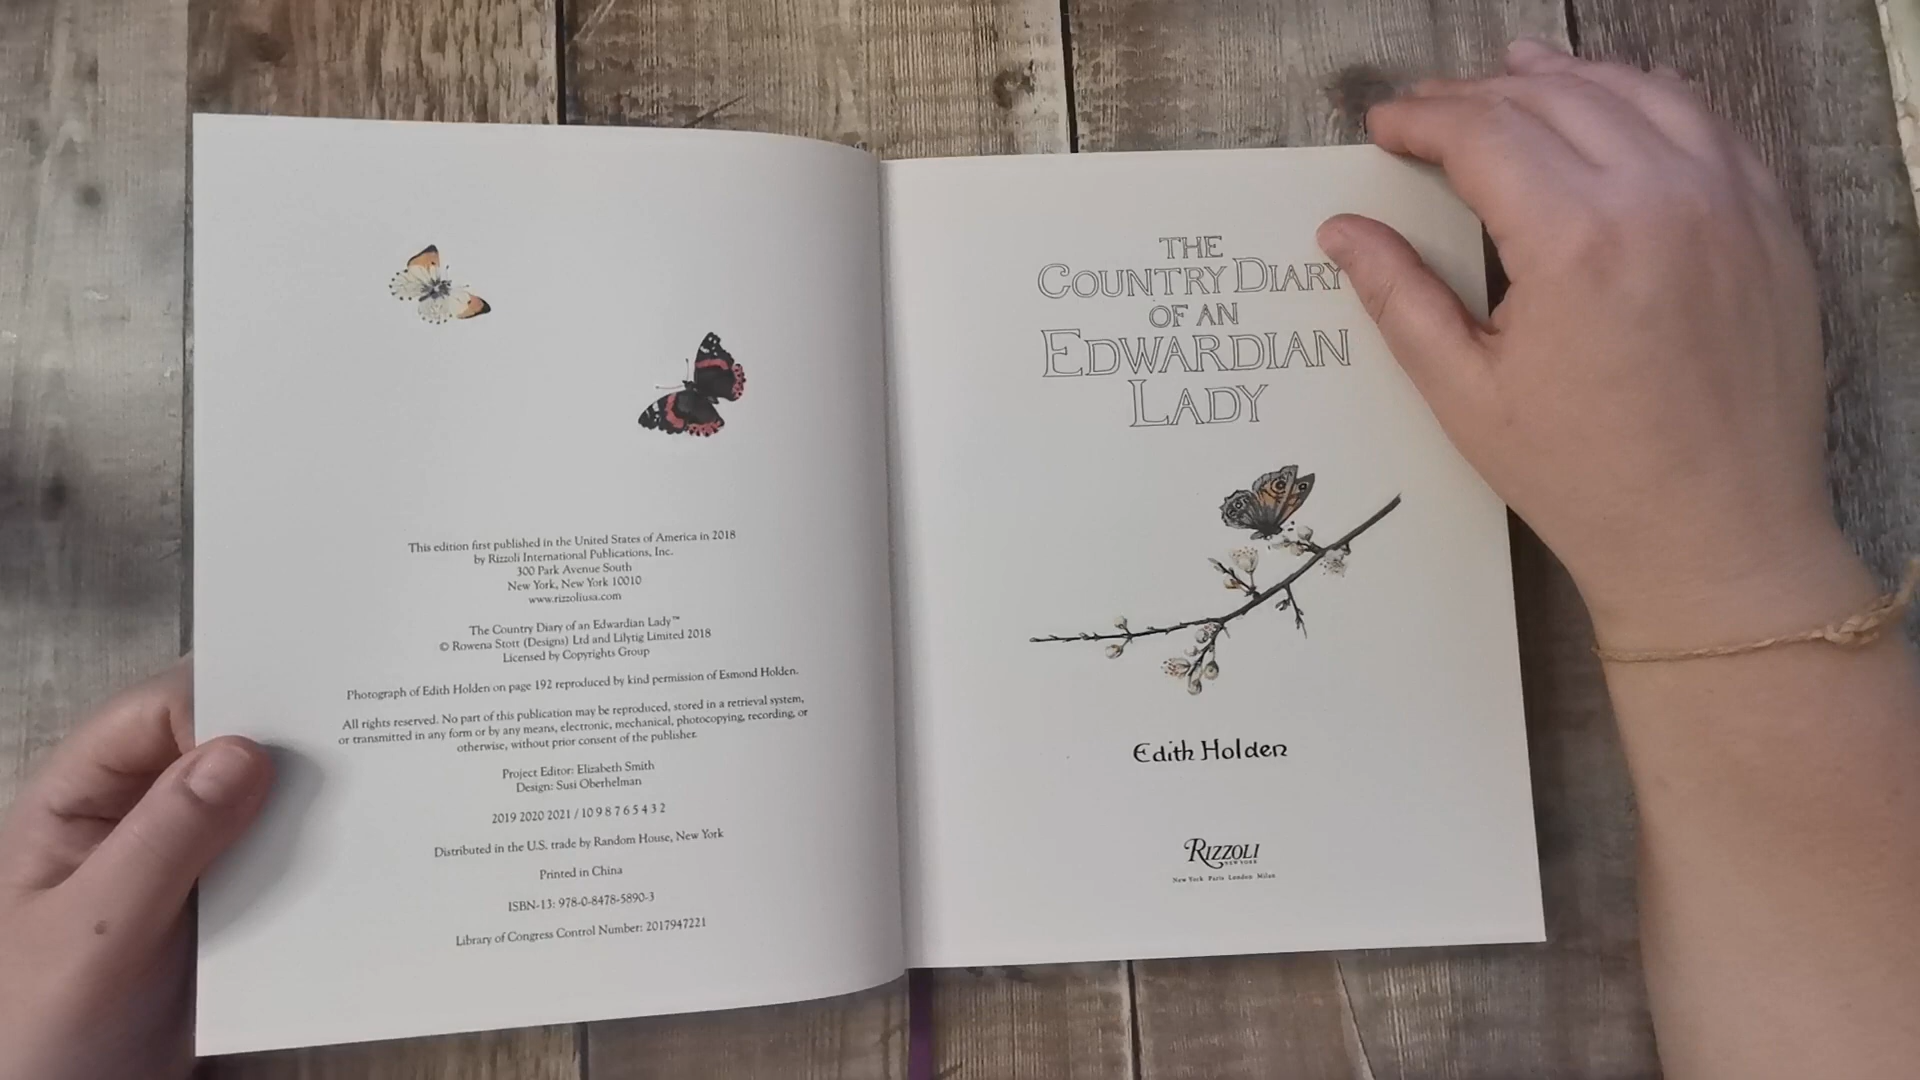 This edition first published in the United States of America in 2018
by Rizzoli International Publications, Inc.
300 Park Avenue South
New York, New York 10010
www.rizzoliusa.com
The Country Diary of an Edwardian Lady™
© Rowena Stott (Designs) Ltd and Lilytig Limited 2018
Licensed by Copyrights Group
Photograph of Edith Holden on page 192 reproduced by kind permission of Esmond Holden.
All rights reserved. No part of this publication may be reproduced, stored in a retrieval system,
or transmitted in any form or by any means, electronic, mechanical, photocopying, recording, or
otherwise, without prior consent of the publisher.
Project Editor: Elizabeth Smith
Design: Susi Oberhelman
2019 2020 2021 / 10 9 8 7 6 5 4 3 2
Distributed in the U.S. trade by Random House, New York
Printed in China
ISBN-13: 978-0-8478-5890-3
Library of Congress Control Number: 2017947221
THE
COUNTRY DIARY
OF AN
EDWARDIAN
LADY
Edith Holden
RIZZOLI
NEW YORK
New York Paris London Milan